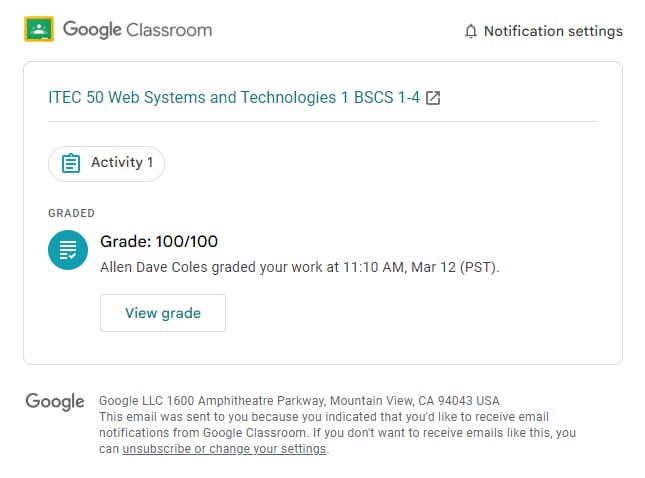 Google Classroom
Notification settings
ITEC 50 Web Systems and Technologies 1 BSCS 1-4
Activity 1
GRADED
Grade: 100/100
Allen Dave Coles graded your work at 11:10 AM, Mar 12 (PST).
View grade
Google
Google LLC 1600 Amphitheatre Parkway, Mountain View, CA 94043 USA
This email was sent to you because you indicated that you'd like to receive email
notifications from Google Classroom. If you don't want to receive emails like this, you
can unsubscribe or change your settings.